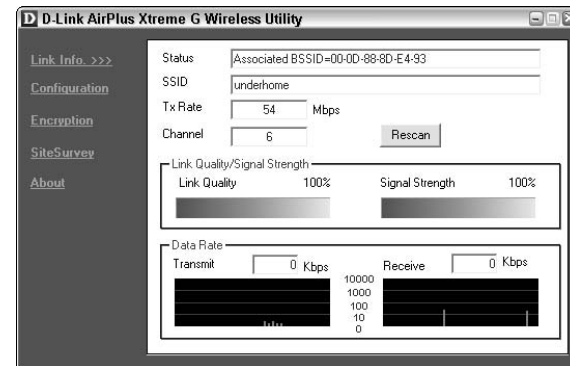 D D-Link AirPlus Xtreme G Wireless Utility
Link Info. >>>
Configuration
Encryption
SiteSurvey
About
Status Associated BSSID=00-0D-88-8D-E4-93
SSID underhome
Tx Rate 54 Mbps
Channel 6 Rescan
Link Quality/Signal Strength
Link Quality 100% Signal Strength 100%
Data Rate
Transmit 0 Kbps Receive 0 Kbps
10000
1000
100
10
0